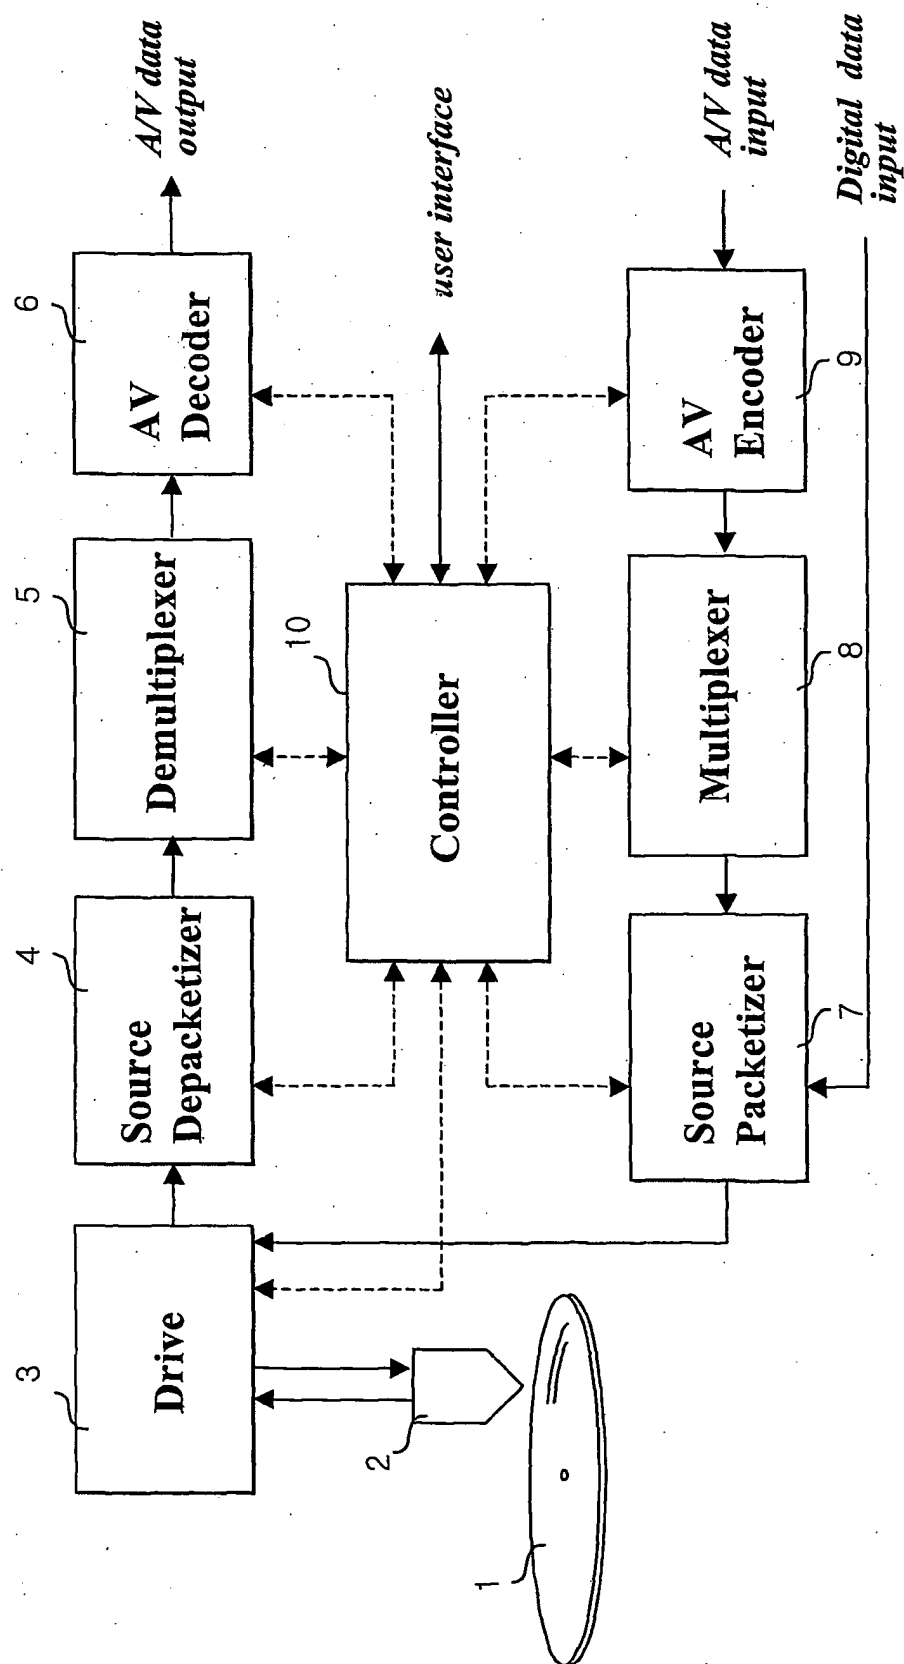 3
Drive
4
Source
Depacketizer
5
Demultiplexer
6
AV
Decoder
A/V data
output
10
Controller
user interface
2
1
Source
Packetizer
7
Multiplexer
8
AV
Encoder
9
A/V data
input
Digital data
input